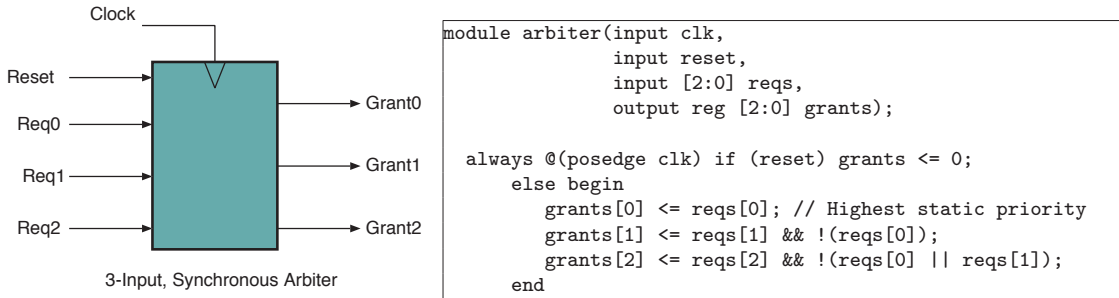 Clock
Reset
Req0
Req1
Req2
Grant0
Grant1
Grant2
3-Input, Synchronous Arbiter
module arbiter(input clk,
input reset,
input [2:0] reqs,
output reg [2:0] grants);
always @(posedge clk) if (reset) grants <= 0;
else begin
grants[0] <= reqs[0]; // Highest static priority
grants[1] <= reqs[1] && !(reqs[0]);
grants[2] <= reqs[2] && !(reqs[0] || reqs[1]);
end